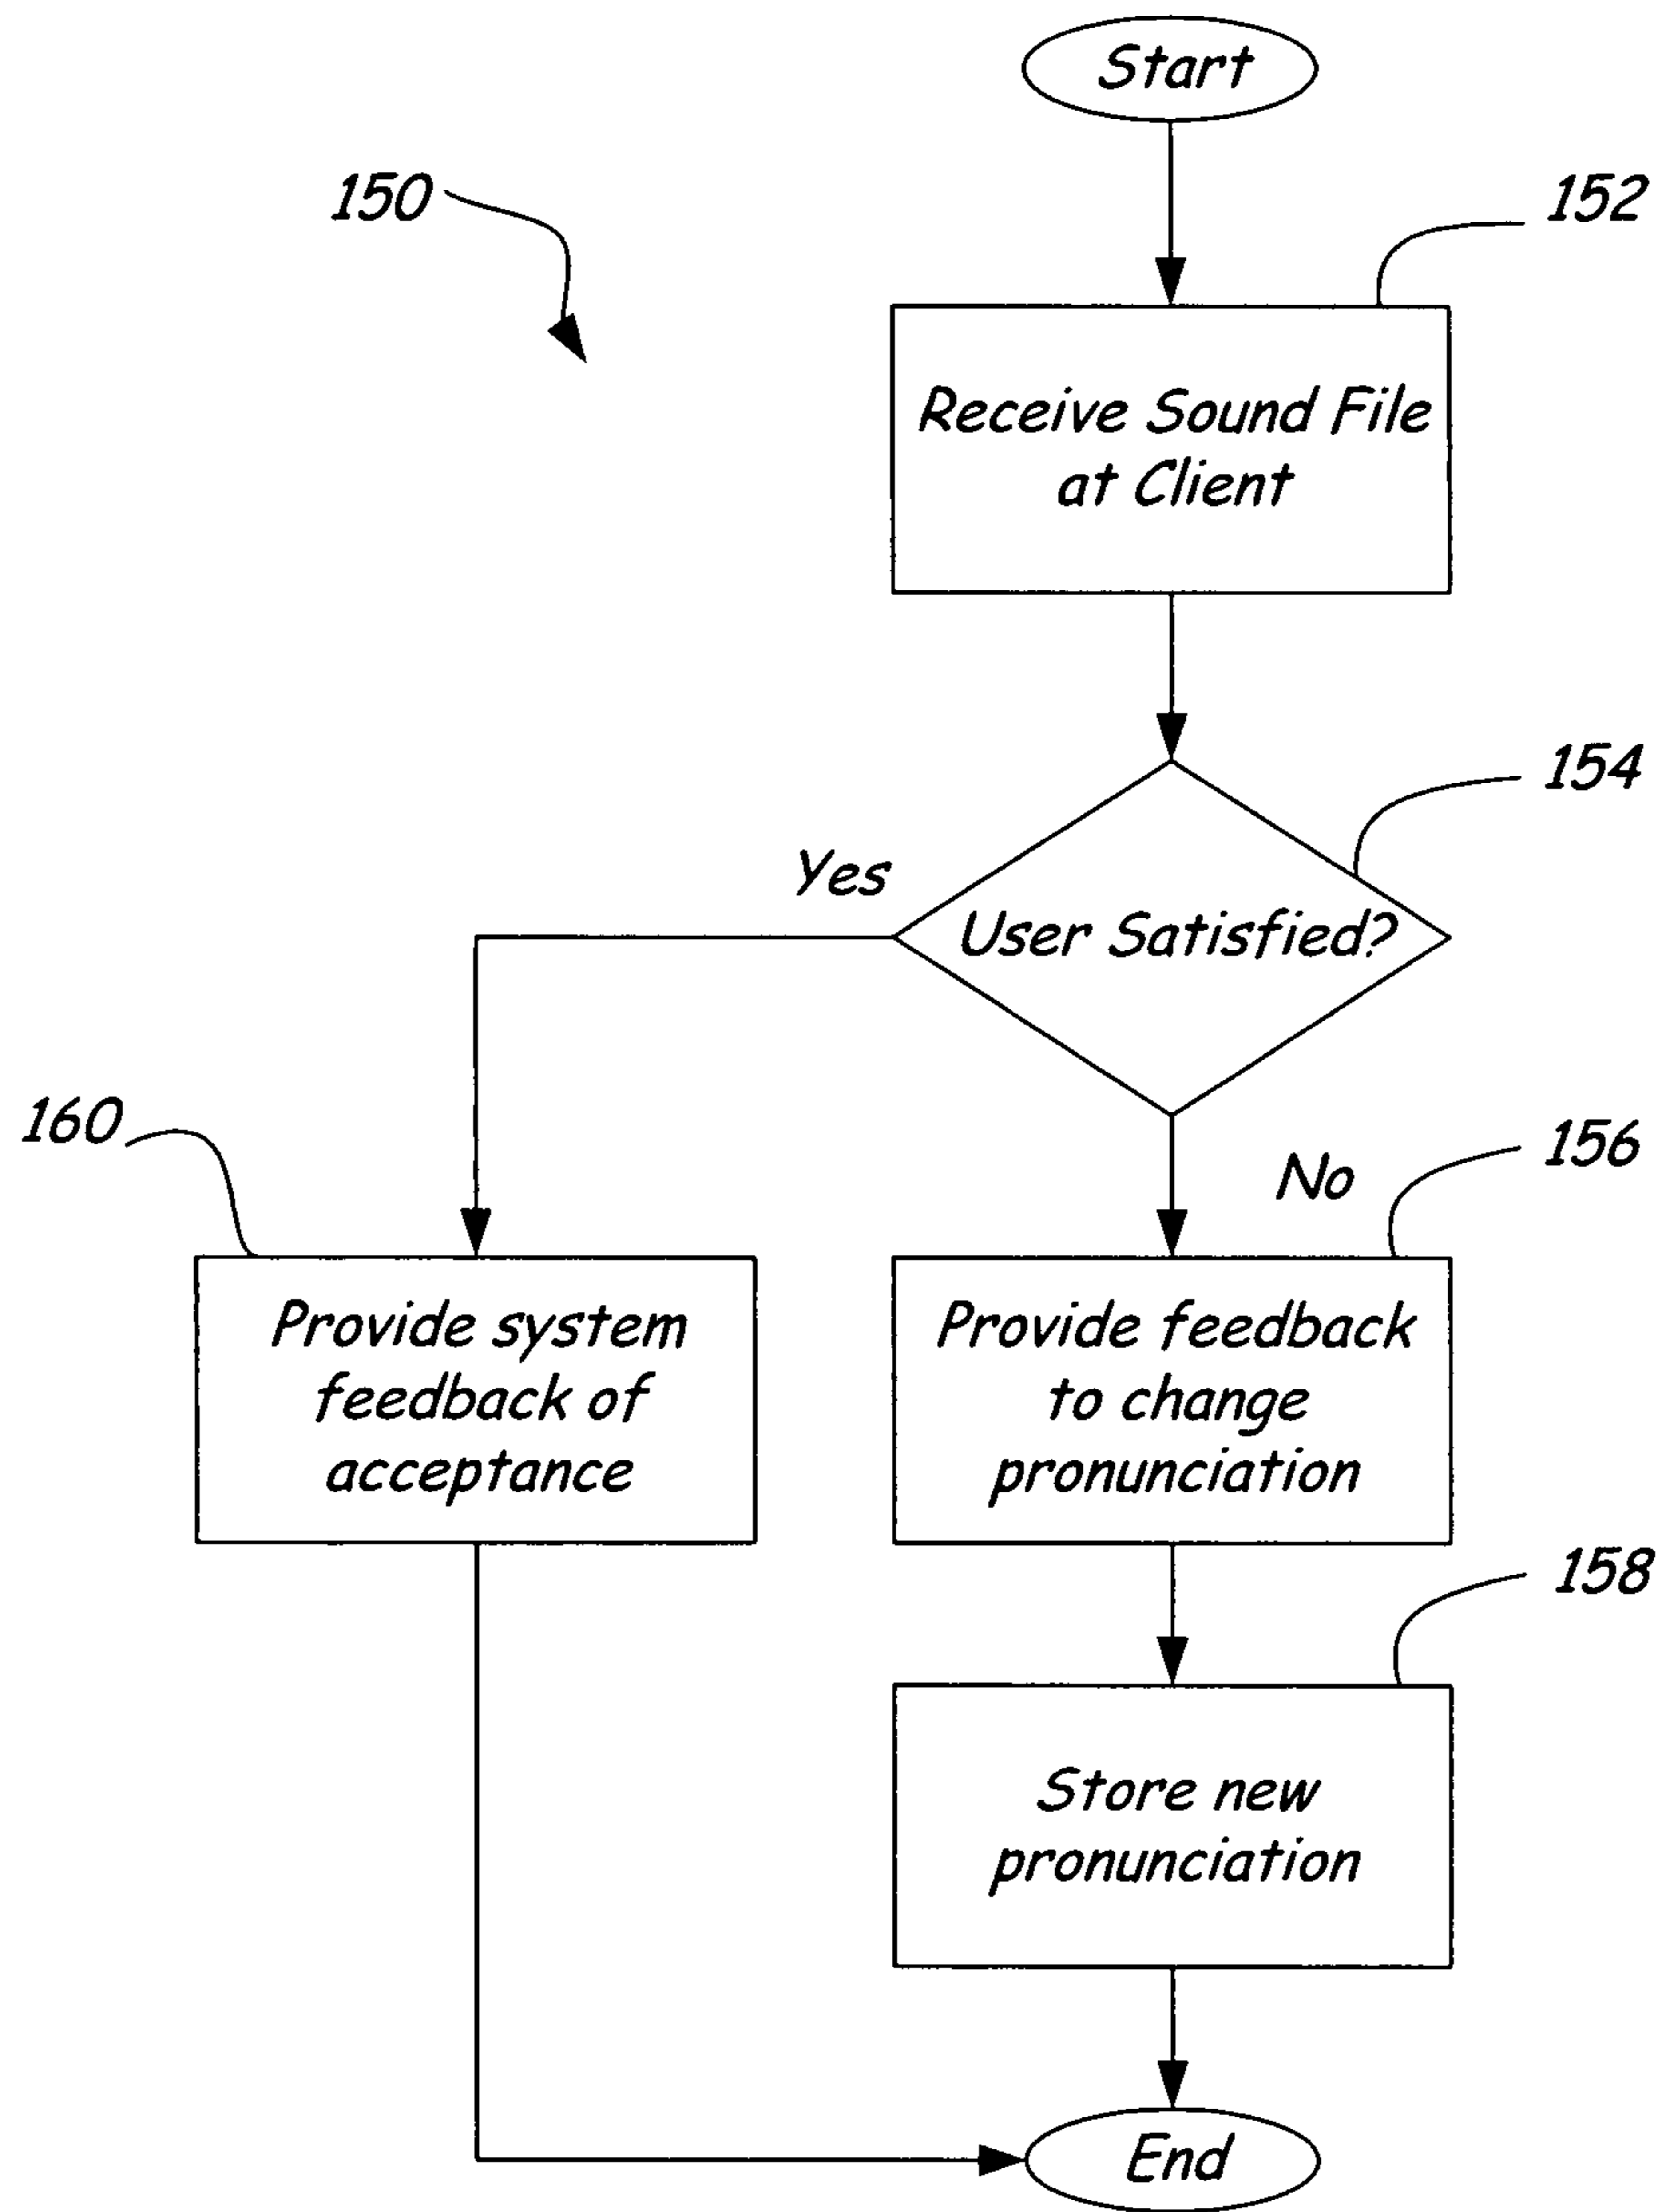 Start
150
152
Receive Sound File
at Client
154
Yes
User Satisfied?
160
No
156
Provide system
feedback of
acceptance
Provide feedback
to change
pronunciation
158
Store new
pronunciation
End